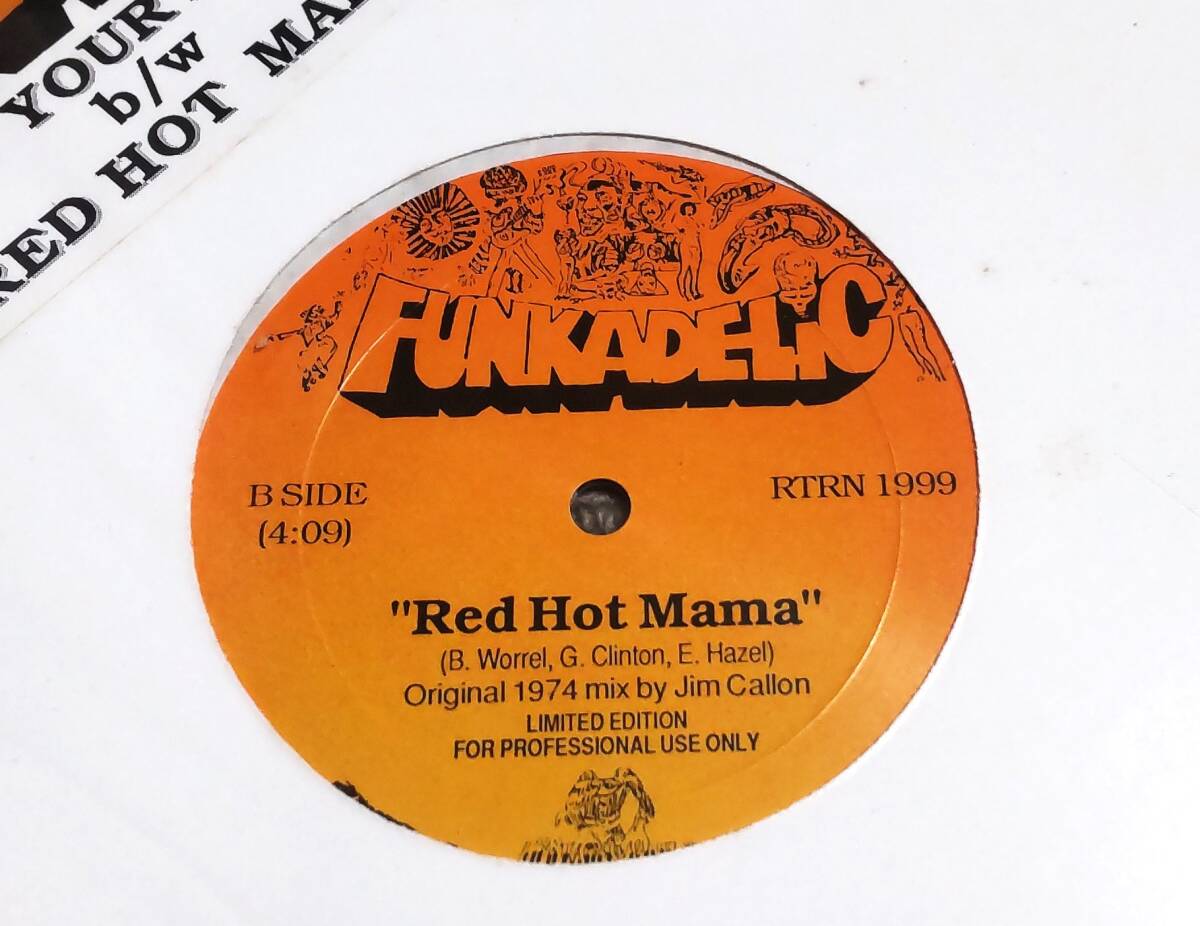 YOUR
b/w
RED HOT MA
FUNKADELIC
B SIDE
(4:09)
RTRN 1999
"Red Hot Mama"
(B. Worrel, G. Clinton, E. Hazel)
Original 1974 mix by Jim Callon
LIMITED EDITION
FOR PROFESSIONAL USE ONLY